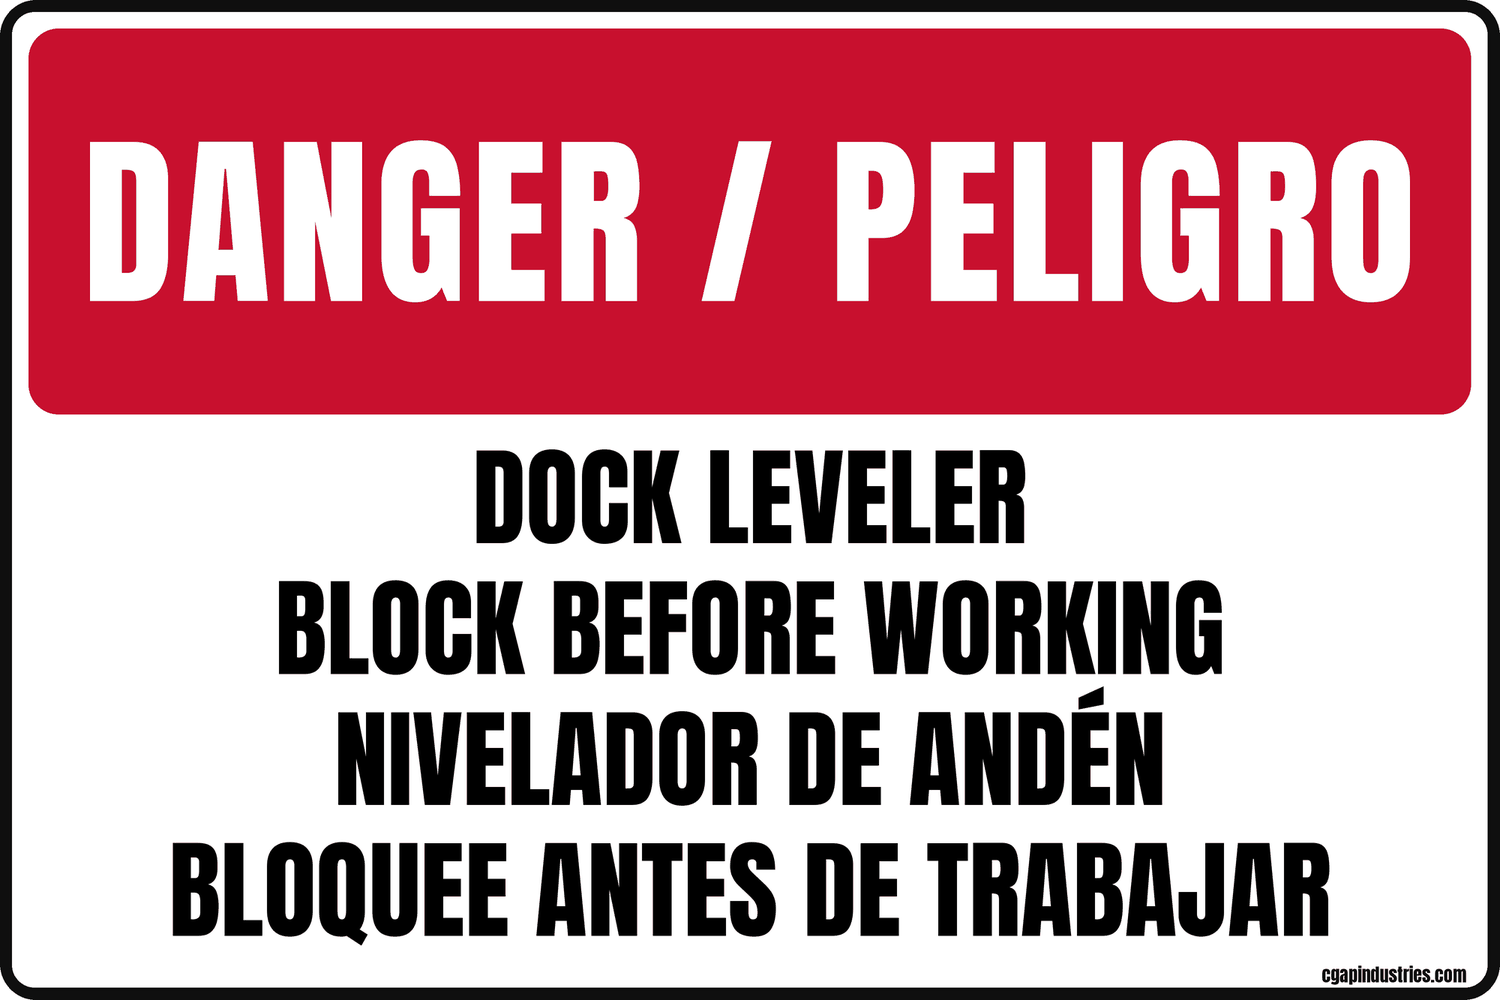 DANGER / PELIGRO
DOCK LEVELER
BLOCK BEFORE WORKING
NIVELADOR DE ANDÉN
BLOQUEE ANTES DE TRABAJAR
cgapindustries.com